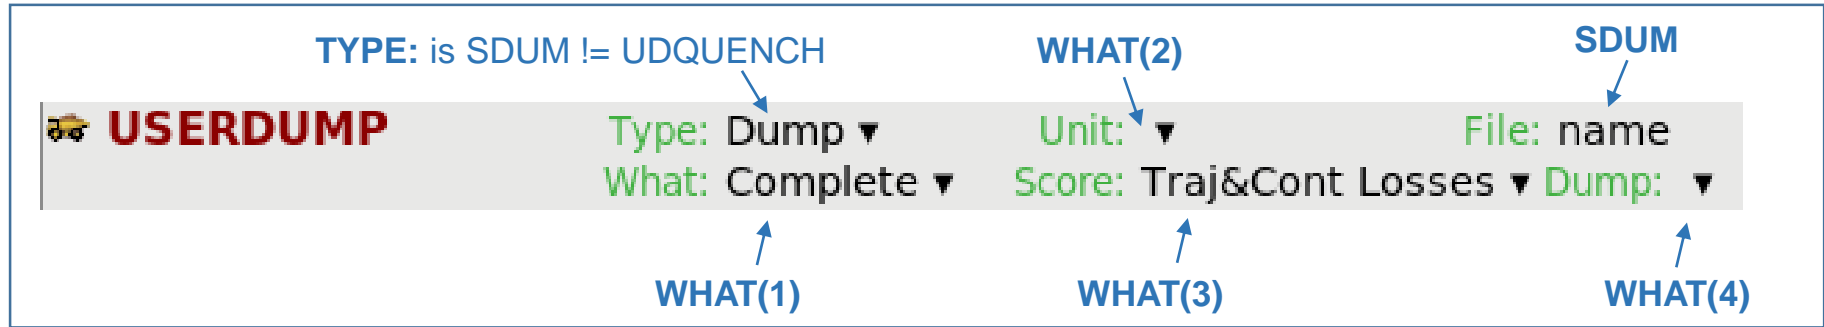 TYPE: is SDUM != UDQUENCH WHAT(2) SDUM
USERDUMP Type: Dump ▾ Unit: ▾ File: name
What: Complete ▾ Score: Traj&Cont Losses ▾ Dump: ▾
WHAT(1) WHAT(3) WHAT(4)